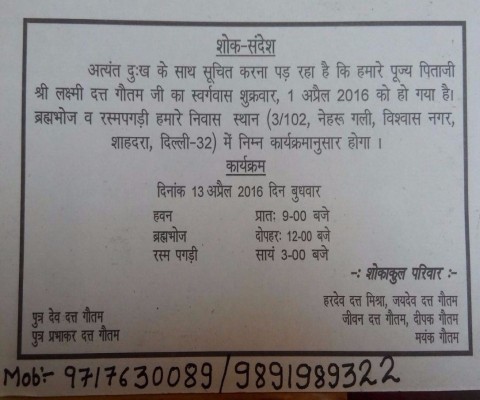 शोक-संदेश
अत्यंत दुःख के साथ सूचित करना पड़ रहा है कि हमारे पूज्य पिताजी
श्री लक्ष्मी दत्त गौतम जी का स्वर्गवास शुक्रवार, 1 अप्रैल 2016 को हो गया है।
ब्रह्मभोज व रस्मपगड़ी हमारे निवास स्थान (3/102, नेहरू गली, विश्वास नगर,
शाहदरा, दिल्ली-32) में निम्न कार्यक्रमानुसार होगा ।
कार्यक्रम
दिनांक 13 अप्रैल 2016 दिन बुधवार
हवन प्रातः 9-00 बजे
ब्रह्मभोज दोपहरः 12-00 बजे
रस्म पगड़ी सायं 3-00 बजे
-: शोकाकुल परिवार :-
हरदेव दत्त मिश्रा, जयदेव दत्त गौतम
पुत्र देव दत्त गौतम जीवन दत्त गौतम, दीपक गौतम
पुत्र प्रभाकर दत्त गौतम मयंक गौतम
Mob:- 9717630089/9891989322